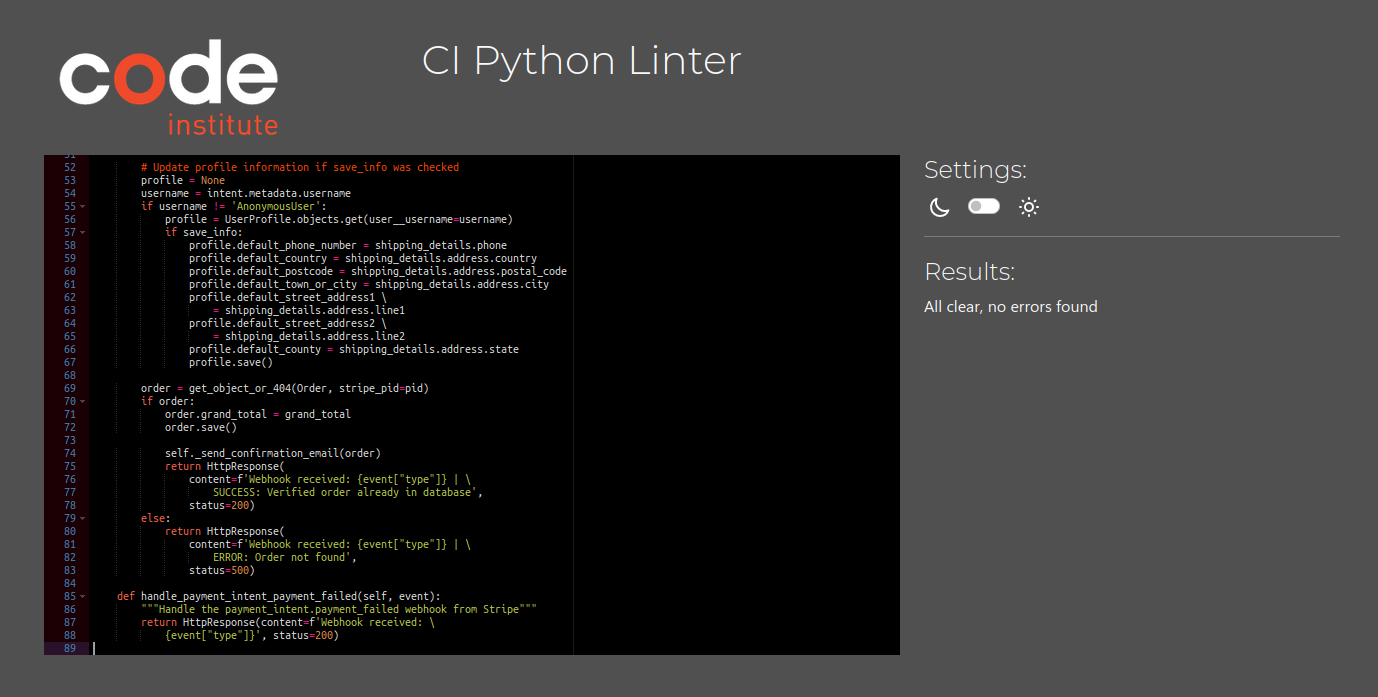 code
institute
CI Python Linter
51
52 # Update profile information if save_info was checked
53 profile = None
54 username = intent.metadata.username
55 if username != 'AnonymousUser':
56 profile = UserProfile.objects.get(user__username=username)
57 if save_info:
58 profile.default_phone_number = shipping_details.phone
59 profile.default_country = shipping_details.address.country
60 profile.default_postcode = shipping_details.address.postal_code
61 profile.default_town_or_city = shipping_details.address.city
62 profile.default_street_address1 \
63 = shipping_details.address.line1
64 profile.default_street_address2 \
65 = shipping_details.address.line2
66 profile.default_county = shipping_details.address.state
67 profile.save()
68
69 order = get_object_or_404(Order, stripe_pid=pid)
70 if order:
71 order.grand_total = grand_total
72 order.save()
73
74 self._send_confirmation_email(order)
75 return HttpResponse(
76 content=f'Webhook received: {event["type"]} | \
77 SUCCESS: Verified order already in database',
78 status=200)
79 else:
80 return HttpResponse(
81 content=f'Webhook received: {event["type"]} | \
82 ERROR: Order not found',
83 status=500)
84
85 def handle_payment_intent_payment_failed(self, event):
86 """Handle the payment_intent.payment_failed webhook from Stripe"""
87 return HttpResponse(content=f'Webhook received: \
88 {event["type"]}', status=200)
89
Settings:
Results:
All clear, no errors found